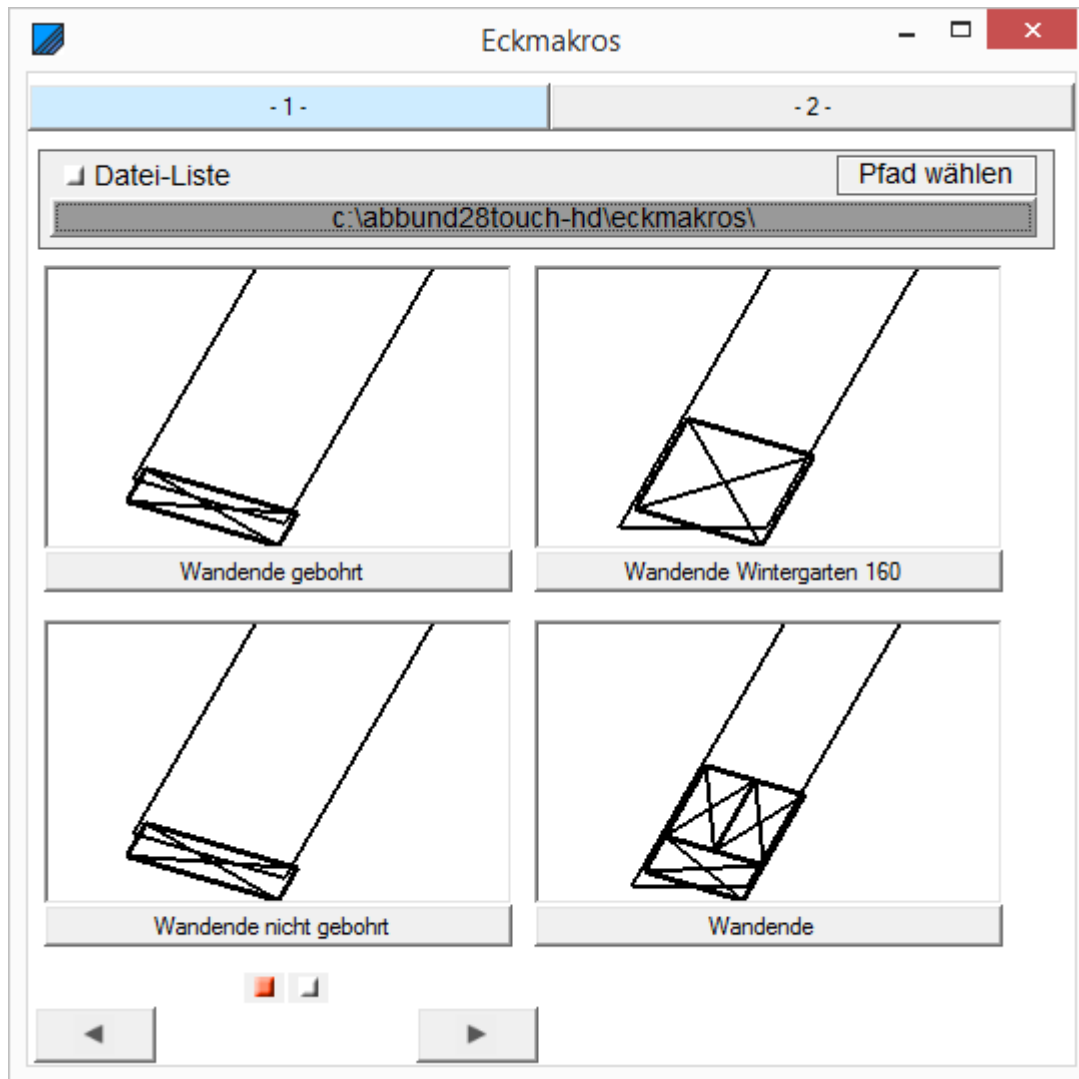 Eckmakros
- 1 -
- 2 -
Datei-Liste
Pfad wählen
c:\abbund28touch-hd\eckmakros\
Wandende gebohrt
Wandende Wintergarten 160
Wandende nicht gebohrt
Wandende